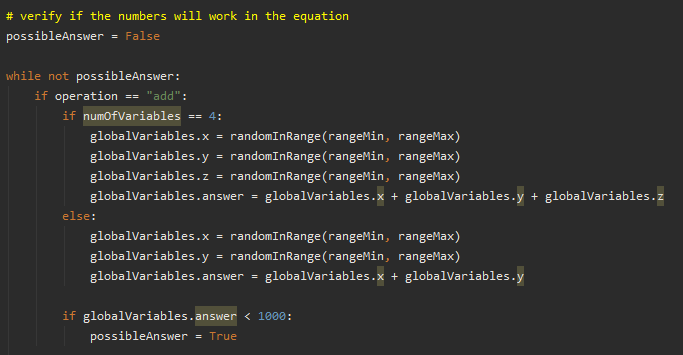 # verify if the numbers will work in the equation
possibleAnswer = False
while not possibleAnswer:
if operation == "add":
if numOfVariables == 4:
globalVariables.x = randomInRange(rangeMin, rangeMax)
globalVariables.y = randomInRange(rangeMin, rangeMax)
globalVariables.z = randomInRange(rangeMin, rangeMax)
globalVariables.answer = globalVariables.x + globalVariables.y + globalVariables.z
else:
globalVariables.x = randomInRange(rangeMin, rangeMax)
globalVariables.y = randomInRange(rangeMin, rangeMax)
globalVariables.answer = globalVariables.x + globalVariables.y
if globalVariables.answer < 1000:
possibleAnswer = True